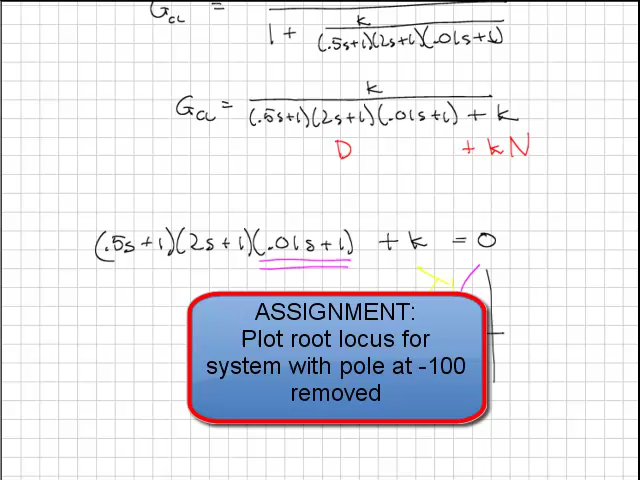 G_CL =
1 + k
(.5s+1)(2s+1)(.01s+1)
G_CL = k
(.5s+1)(2s+1)(.01s+1) + k
D + kN
(.5s+1)(2s+1)(.01s+1) + k = 0
ASSIGNMENT:
Plot root locus for
system with pole at -100
removed